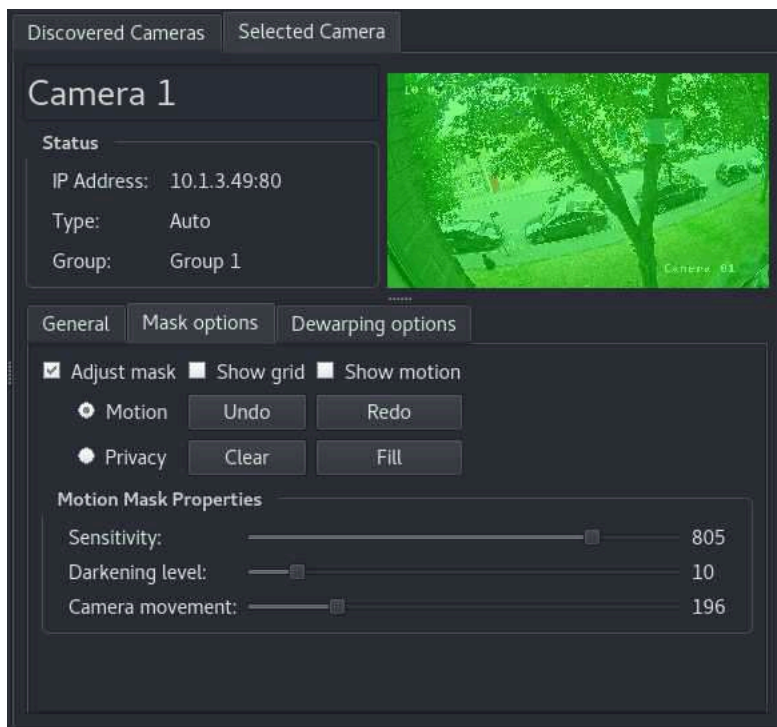 Discovered Cameras Selected Camera
Camera 1
Status
IP Address: 10.1.3.49:80
Type: Auto
Group: Group 1
Camera 01
General Mask options Dewarping options
Adjust mask Show grid Show motion
Motion Undo Redo
Privacy Clear Fill
Motion Mask Properties
Sensitivity: 805
Darkening level: 10
Camera movement: 196